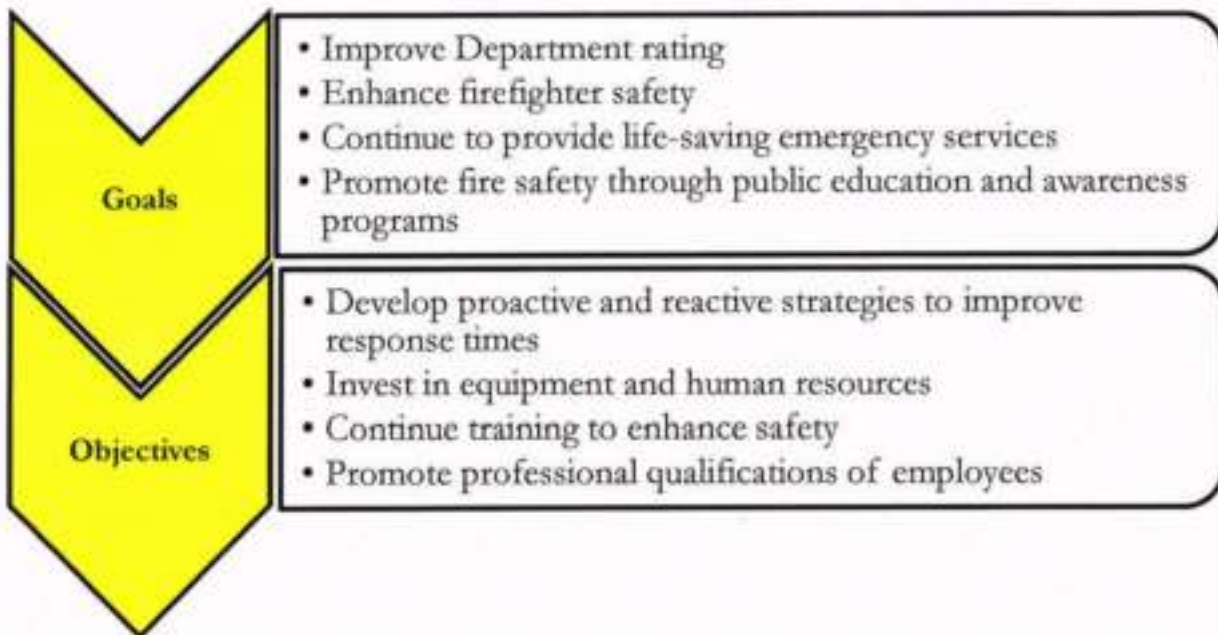 Goals
• Improve Department rating
• Enhance firefighter safety
• Continue to provide life-saving emergency services
• Promote fire safety through public education and awareness
programs
Objectives
• Develop proactive and reactive strategies to improve
response times
• Invest in equipment and human resources
• Continue training to enhance safety
• Promote professional qualifications of employees